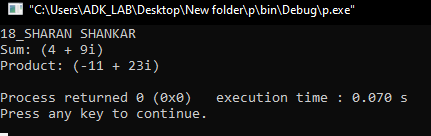 "C:\Users\ADK_LAB\Desktop\New folder\p\bin\Debug\p.exe"
18_SHARAN SHANKAR
Sum: (4 + 9i)
Product: (-11 + 23i)
Process returned 0 (0x0)   execution time : 0.070 s
Press any key to continue.